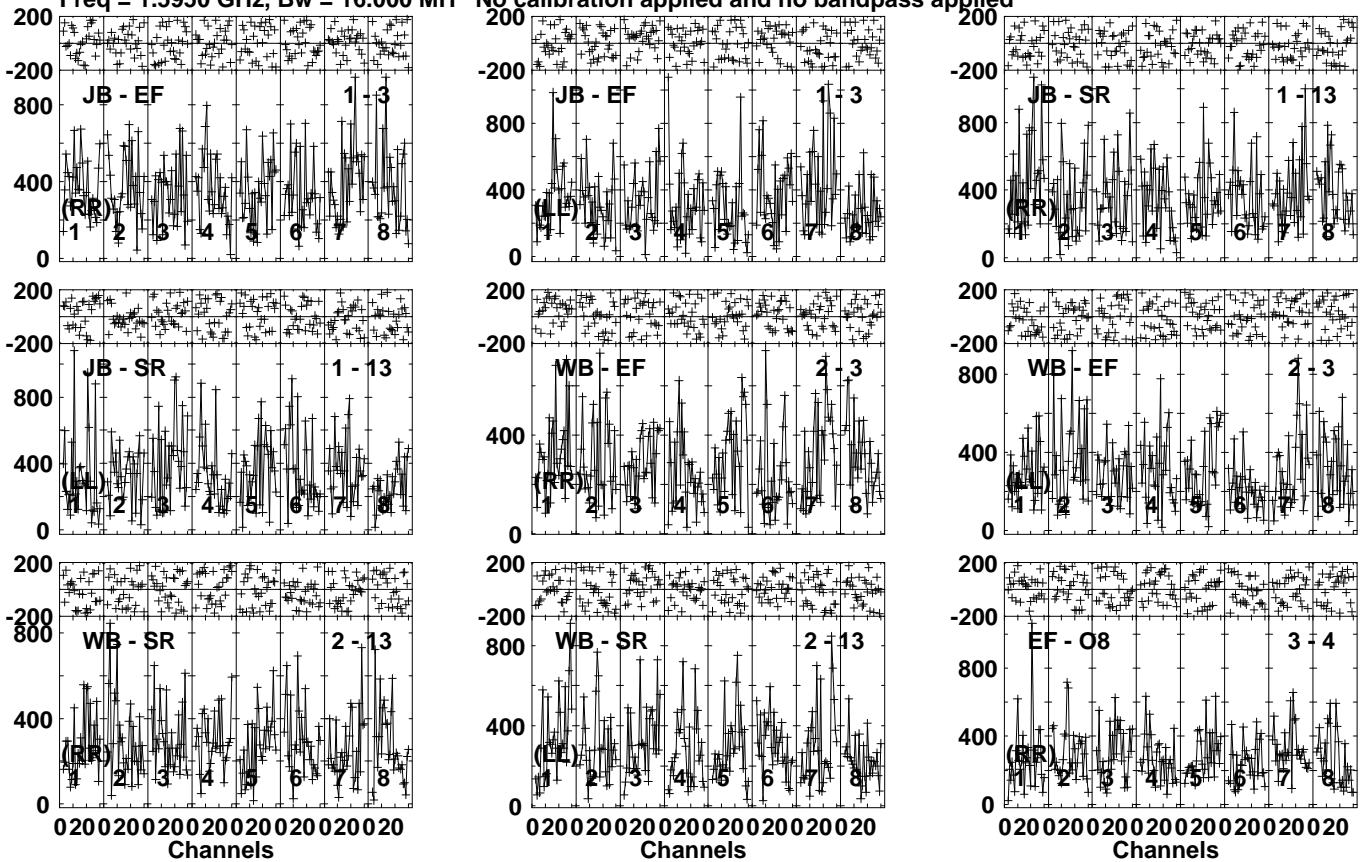 Freq = 1.5950 GHz, Bw = 16.000 MH No calibration applied and no bandpass applied
200 200 200
-200 -200 -200
JB - EF 1 - 3 JB - EF 1 - 3 JB - SR 1 - 13
800 800 800
400 400 400
(RR) (LL) (RR)
1 2 3 4 5 6 7 8 1 2 3 4 5 6 7 8 1 2 3 4 5 6 7 8
0 0 0
200 200 200
-200 -200 -200
JB - SR 1 - 13 WB - EF 2 - 3 WB - EF 2 - 3
800 800
400 400 400
(LL) (RR) (LL)
1 2 3 4 5 6 7 8 1 2 3 4 5 6 7 8 1 2 3 4 5 6 7 8
0 0 0
200 200 200
-200 -200 -200
800 WB - SR 2 - 13 800 WB - SR 2 - 13 800 EF - O8 3 - 4
400 400 400
(RR) (LL) (RR)
1 2 3 4 5 6 7 8 1 2 3 4 5 6 7 8 1 2 3 4 5 6 7 8
0 0 0
0 20 0 20 0 20 0 20 0 20 0 20 0 20 0 20 0 20 0 20 0 20 0 20 0 20 0 20 0 20 0 20 0 20 0 20 0 20 0 20 0 20 0 20 0 20 0 20
Channels Channels Channels